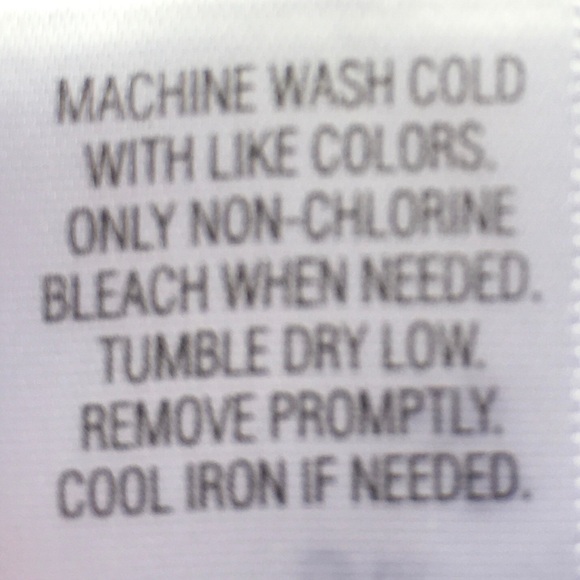 MACHINE WASH COLD
WITH LIKE COLORS.
ONLY NON-CHLORINE
BLEACH WHEN NEEDED.
TUMBLE DRY LOW.
REMOVE PROMPTLY.
COOL IRON IF NEEDED.